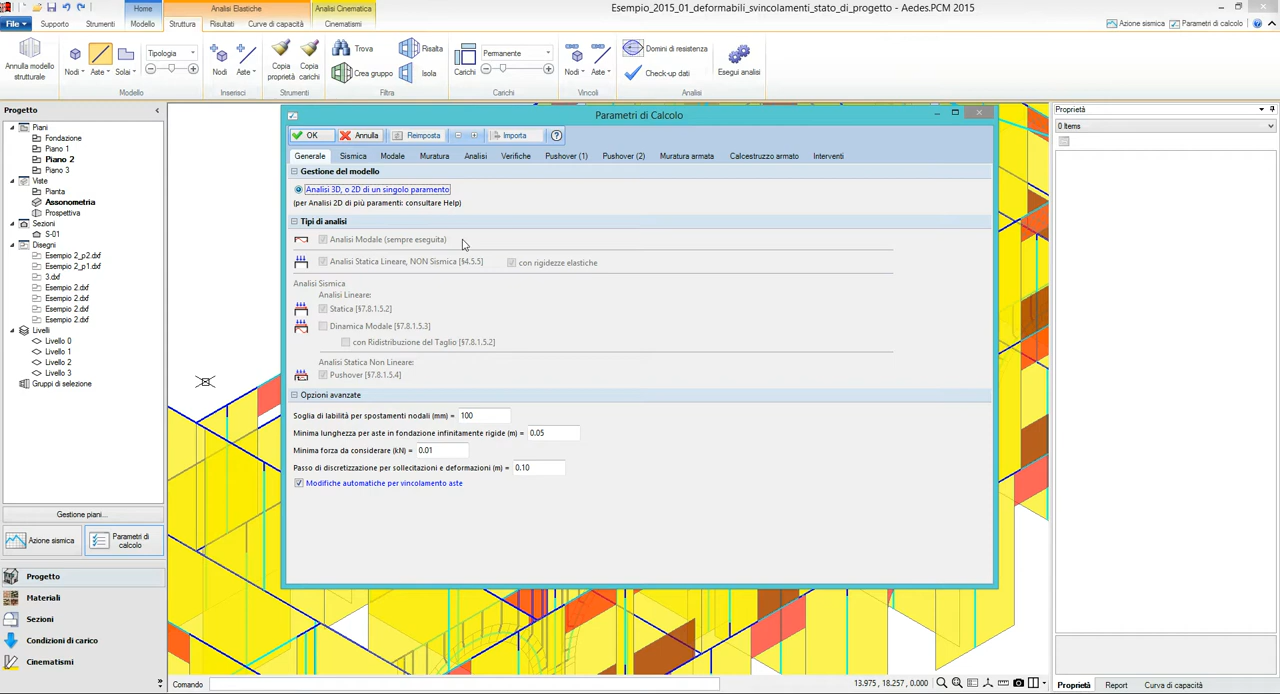 Esempio_2015_01_deformabili_svincolamenti_stato_di_progetto - Aedes.PCM 2015
Home
Analisi Elastiche
Analisi Cinematica
File
Supporto
Strumenti
Modello
Struttura
Risultati
Curva di capacità
Cinematismi
Azione sismica
Parametri di calcolo
Annulla modello strutturale
Nodi
Aste
Solai
Tipologia
Modello
Nodi
Aste
Inserisci
Copia proprietà
Copia carichi
Strumenti
Trova
Crea gruppo
Risalta
Isola
Filtra
Carichi
Permanente
Carichi
Nodi
Aste
Vincoli
Domini di resistenza
Check-up dati
Esegui analisi
Analisi
Progetto
Piani
Fondazione
Piano 1
Piano 2
Piano 3
Viste
Pianta
Assonometria
Prospettiva
Sezioni
S-01
Disegni
Esempio 2_p2.dxf
Esempio 2_p1.dxf
3.dxf
Esempio 2.dxf
Esempio 2.dxf
Esempio 2.dxf
Esempio 2.dxf
Livelli
Livello 0
Livello 1
Livello 2
Livello 3
Gruppi di selezione
Gestione piani...
Azione sismica
Parametri di calcolo
Progetto
Materiali
Sezioni
Condizioni di carico
Cinematismi
Parametri di Calcolo
OK
Annulla
Reimposta
Importa
Generale
Sismica
Modale
Muratura
Analisi
Verifiche
Pushover (1)
Pushover (2)
Muratura armata
Calcestruzzo armato
Interventi
Gestione del modello
Analisi 3D, o 2D di un singolo paramento
(per Analisi 2D di più paramenti: consultare Help)
Tipi di analisi
Analisi Modale (sempre eseguita)
Analisi Statica Lineare, NON Sismica [§4.5.5]
con rigidezze elastiche
Analisi Sismica
Analisi Lineare:
Statica [§7.8.1.5.2]
Dinamica Modale [§7.8.1.5.3]
con Ridistribuzione del Taglio [§7.8.1.5.2]
Analisi Statica Non Lineare:
Pushover [§7.8.1.5.4]
Opzioni avanzate
Soglia di labilità per spostamenti nodali (mm) = 100
Minima lunghezza per aste in fondazione infinitamente rigide (m) = 0.05
Minima forza da considerare (kN) = 0.01
Passo di discretizzazione per sollecitazioni e deformazioni (m) = 0.10
Modifiche automatiche per vincolamento aste
Proprietà
0 Items
Comando
13.975 , 18.257 , 0.000
Proprietà
Report
Curva di capacità